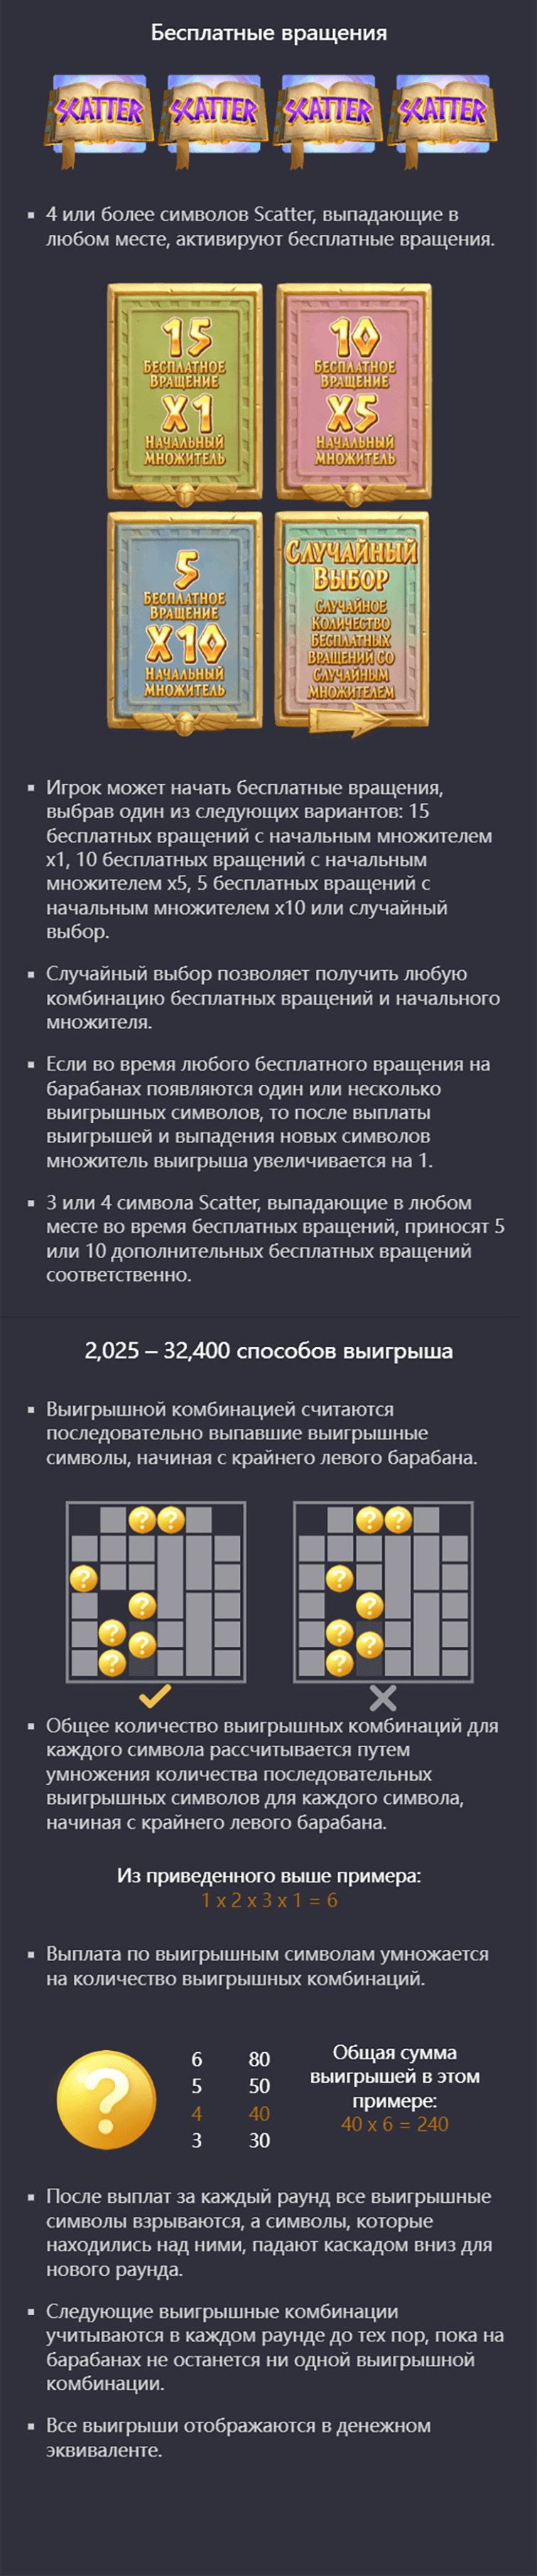 Бесплатные вращения
SCATTER SCATTER SCATTER SCATTER
▪ 4 или более символов Scatter, выпадающие в
любом месте, активируют бесплатные вращения.
15
БЕСПЛАТНОЕ
ВРАЩЕНИЕ
X1
НАЧАЛЬНЫЙ
МНОЖИТЕЛЬ
10
БЕСПЛАТНОЕ
ВРАЩЕНИЕ
X5
НАЧАЛЬНЫЙ
МНОЖИТЕЛЬ
5
БЕСПЛАТНОЕ
ВРАЩЕНИЕ
X10
НАЧАЛЬНЫЙ
МНОЖИТЕЛЬ
СЛУЧАЙНЫЙ
ВЫБОР
СЛУЧАЙНОЕ
КОЛИЧЕСТВО
БЕСПЛАТНЫХ
ВРАЩЕНИЙ СО
СЛУЧАЙНЫМ
МНОЖИТЕЛЕМ
▪ Игрок может начать бесплатные вращения,
выбрав один из следующих вариантов: 15
бесплатных вращений с начальным множителем
x1, 10 бесплатных вращений с начальным
множителем x5, 5 бесплатных вращений с
начальным множителем x10 или случайный
выбор.
▪ Случайный выбор позволяет получить любую
комбинацию бесплатных вращений и начального
множителя.
▪ Если во время любого бесплатного вращения на
барабанах появляются один или несколько
выигрышных символов, то после выплаты
выигрышей и выпадения новых символов
множитель выигрыша увеличивается на 1.
▪ 3 или 4 символа Scatter, выпадающие в любом
месте во время бесплатных вращений, приносят 5
или 10 дополнительных бесплатных вращений
соответственно.
2,025 – 32,400 способов выигрыша
▪ Выигрышной комбинацией считаются
последовательно выпавшие выигрышные
символы, начиная с крайнего левого барабана.
? ? ? ? ? ? ?
? ? ? ? ? ? ?
▪ Общее количество выигрышных комбинаций для
каждого символа рассчитывается путем
умножения количества последовательных
выигрышных символов для каждого символа,
начиная с крайнего левого барабана.
Из приведенного выше примера:
1 x 2 x 3 x 1 = 6
▪ Выплата по выигрышным символам умножается
на количество выигрышных комбинаций.
?
6 80
5 50
4 40
3 30
Общая сумма
выигрышей в этом
примере:
40 x 6 = 240
▪ После выплат за каждый раунд все выигрышные
символы взрываются, а символы, которые
находились над ними, падают каскадом вниз для
нового раунда.
▪ Следующие выигрышные комбинации
учитываются в каждом раунде до тех пор, пока на
барабанах не останется ни одной выигрышной
комбинации.
▪ Все выигрыши отображаются в денежном
эквиваленте.